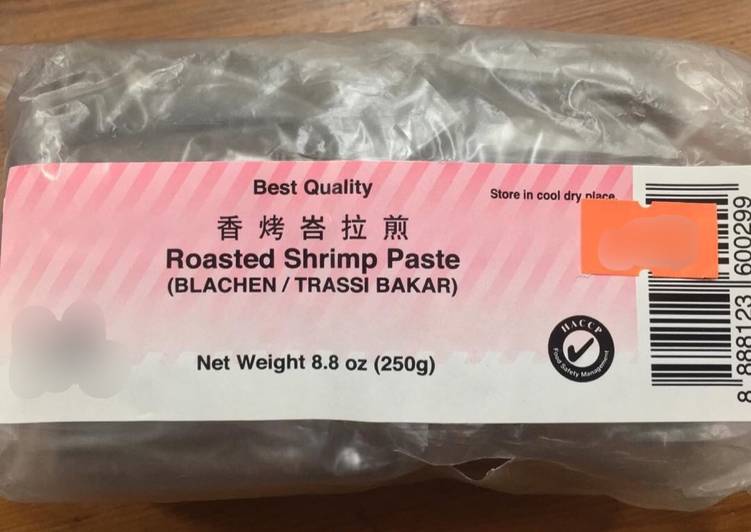 Best Quality
Store in cool dry place
香烤峇拉煎
Roasted Shrimp Paste
(BLACHEN / TRASSI BAKAR)
Net Weight 8.8 oz (250g)
HACCP
Food Safety Management
8 888123 600299